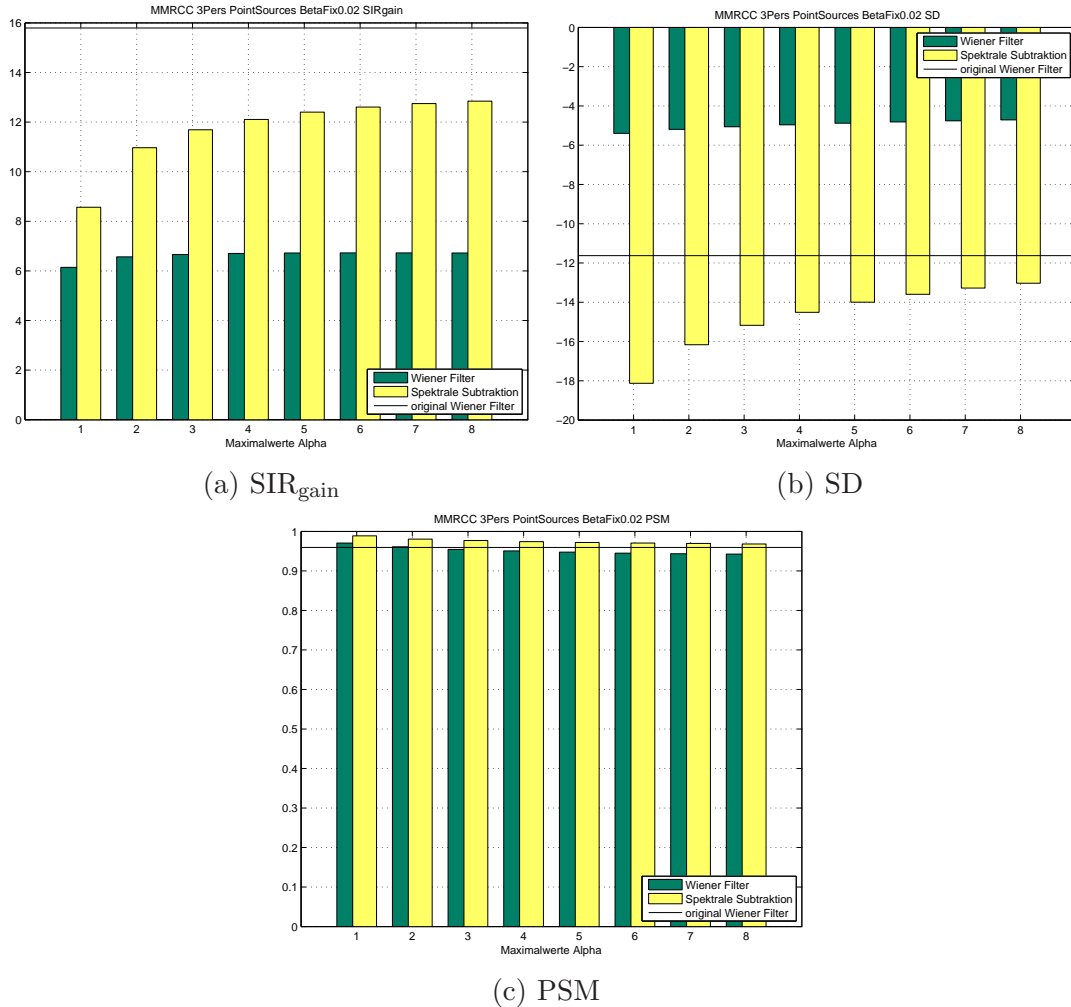 MMRCC 3Pers PointSources BetaFix0.02 SIRgain
16
14
12
10
8
6
4
2
0
1 2 3 4 5 6 7 8
Maximalwerte Alpha
Wiener Filter
Spektrale Subtraktion
original Wiener Filter
(a) SIRgain
MMRCC 3Pers PointSources BetaFix0.02 SD
0
−2
−4
−6
−8
−10
−12
−14
−16
−18
−20
1 2 3 4 5 6 7 8
Maximalwerte Alpha
Wiener Filter
Spektrale Subtraktion
original Wiener Filter
(b) SD
MMRCC 3Pers PointSources BetaFix0.02 PSM
1
0.9
0.8
0.7
0.6
0.5
0.4
0.3
0.2
0.1
0
1 2 3 4 5 6 7 8
Maximalwerte Alpha
Wiener Filter
Spektrale Subtraktion
original Wiener Filter
(c) PSM